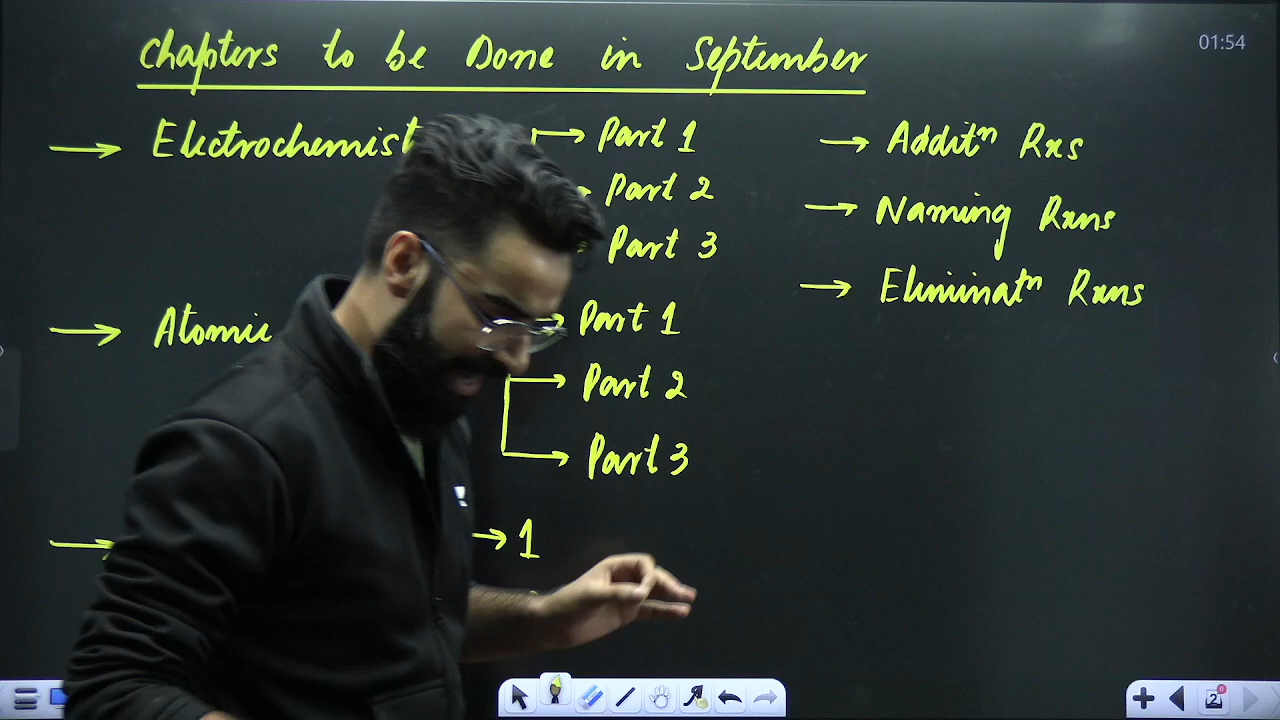 Chapters to be Done in September
01:54
→ Electrochemist → Part 1
Part 2
Part 3
→ Atomic → Part 1
→ Part 2
→ Part 3
→ → 1
→ Additⁿ Rxs
→ Naming Rxns
→ Eliminatⁿ Rxns
2